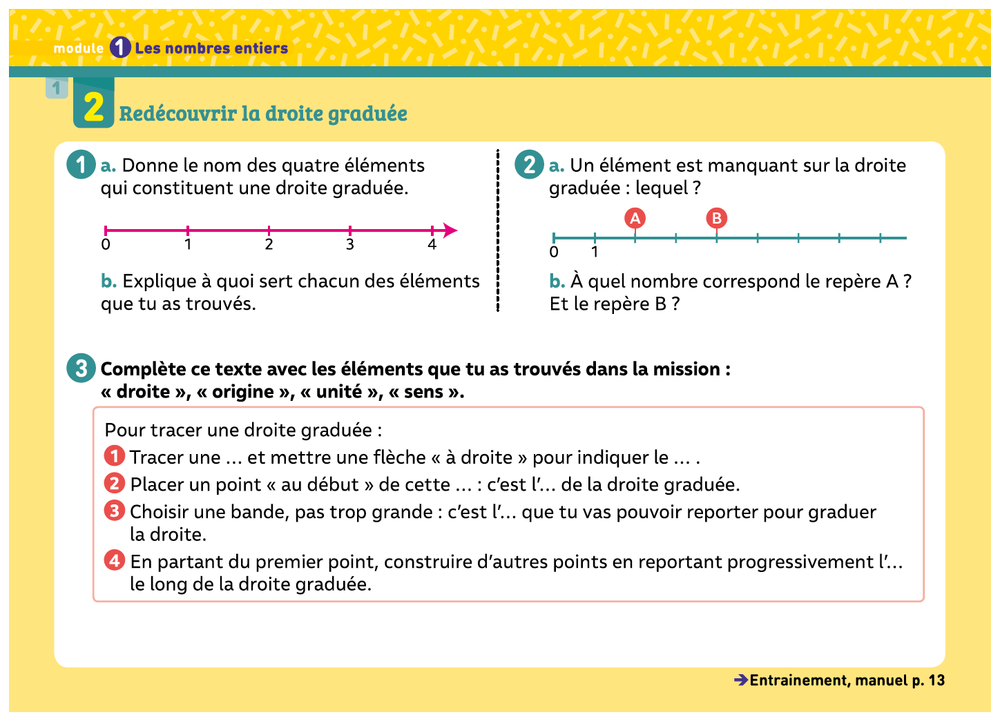 module 1 Les nombres entiers
1
2 Redécouvrir la droite graduée
1 a. Donne le nom des quatre éléments
qui constituent une droite graduée.
0 1 2 3 4
b. Explique à quoi sert chacun des éléments
que tu as trouvés.
2 a. Un élément est manquant sur la droite
graduée : lequel ?
A B
0 1
b. À quel nombre correspond le repère A ?
Et le repère B ?
3 Complète ce texte avec les éléments que tu as trouvés dans la mission :
« droite », « origine », « unité », « sens ».
Pour tracer une droite graduée :
1 Tracer une … et mettre une flèche « à droite » pour indiquer le … .
2 Placer un point « au début » de cette … : c’est l’… de la droite graduée.
3 Choisir une bande, pas trop grande : c’est l’… que tu vas pouvoir reporter pour graduer
la droite.
4 En partant du premier point, construire d’autres points en reportant progressivement l’…
le long de la droite graduée.
Entrainement, manuel p. 13